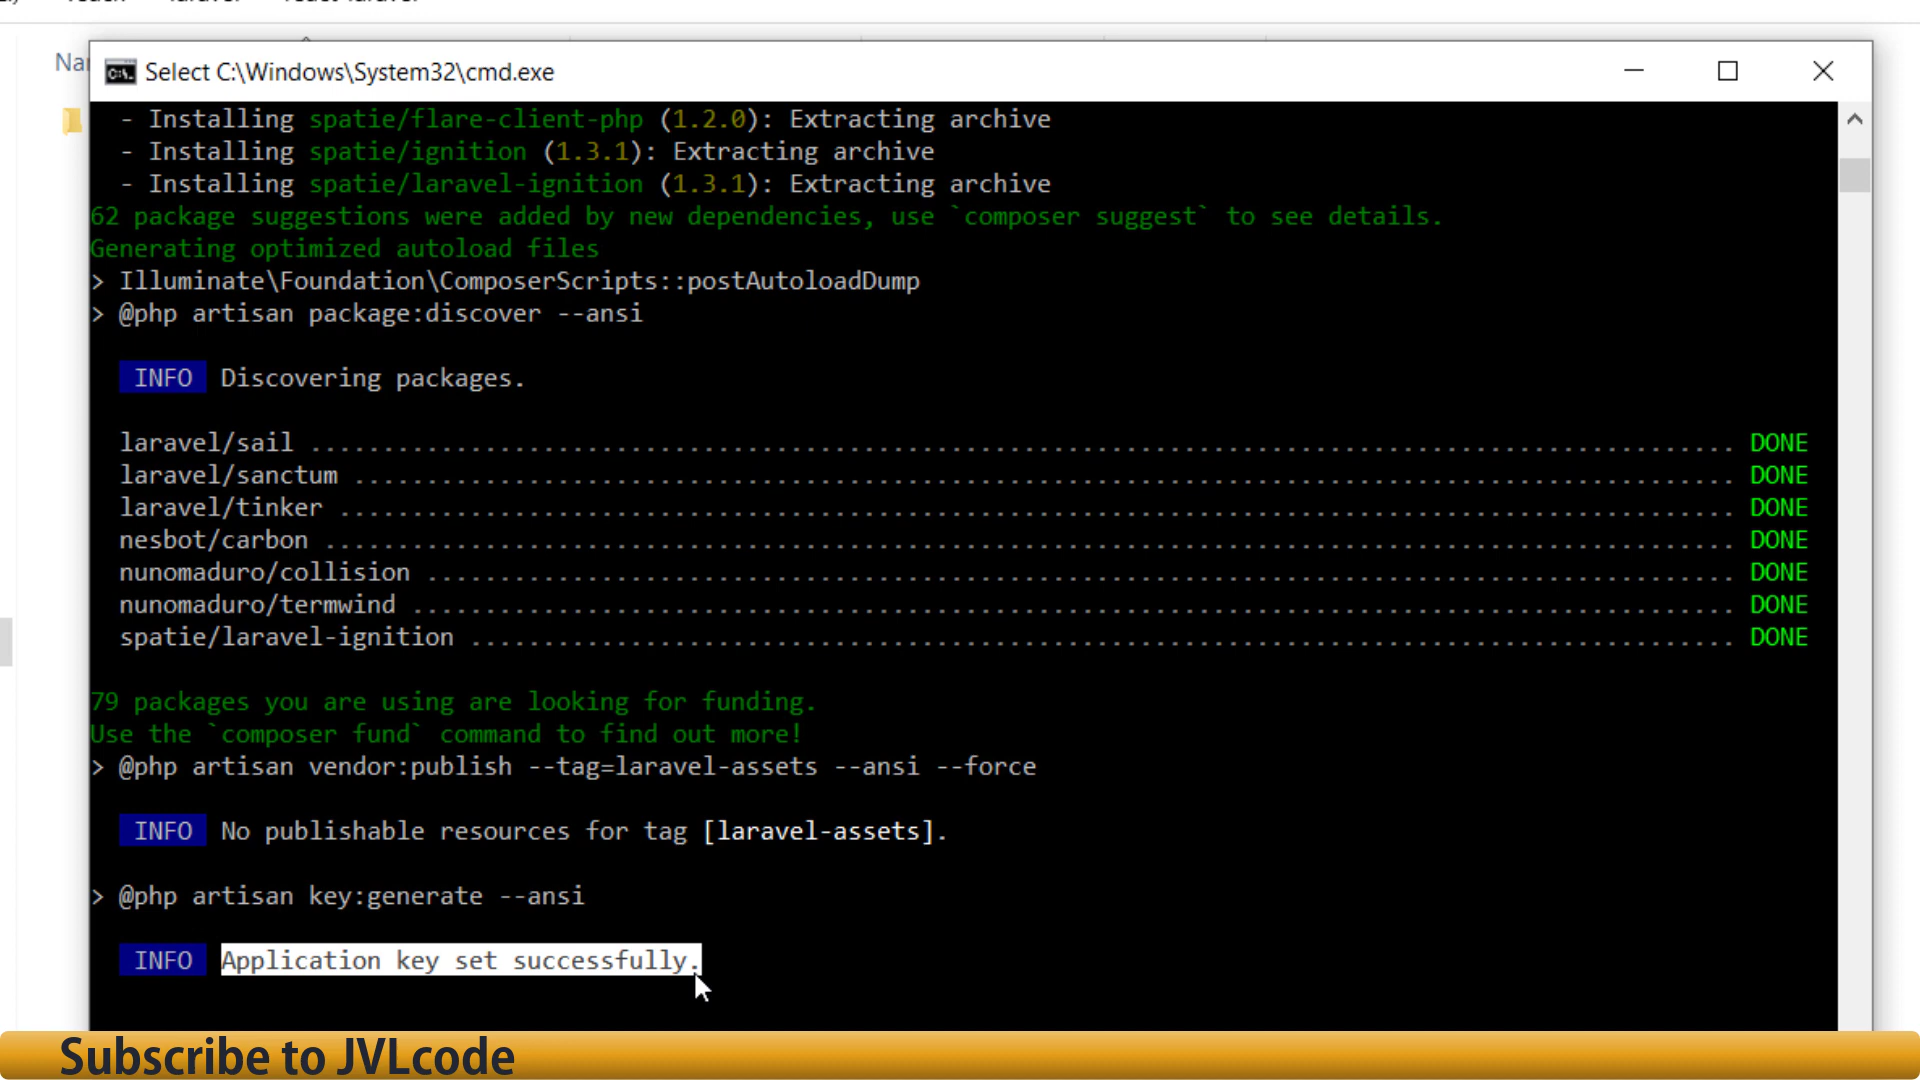 Select C:\Windows\System32\cmd.exe
- Installing spatie/flare-client-php (1.2.0): Extracting archive
- Installing spatie/ignition (1.3.1): Extracting archive
- Installing spatie/laravel-ignition (1.3.1): Extracting archive
62 package suggestions were added by new dependencies, use `composer suggest` to see details.
Generating optimized autoload files
> Illuminate\Foundation\ComposerScripts::postAutoloadDump
> @php artisan package:discover --ansi
INFO Discovering packages.
laravel/sail .................................................................................................. DONE
laravel/sanctum ............................................................................................... DONE
laravel/tinker ................................................................................................ DONE
nesbot/carbon ................................................................................................. DONE
nunomaduro/collision .......................................................................................... DONE
nunomaduro/termwind ........................................................................................... DONE
spatie/laravel-ignition ....................................................................................... DONE
79 packages you are using are looking for funding.
Use the `composer fund` command to find out more!
> @php artisan vendor:publish --tag=laravel-assets --ansi --force
INFO No publishable resources for tag [laravel-assets].
> @php artisan key:generate --ansi
INFO Application key set successfully.
Subscribe to JVLcode